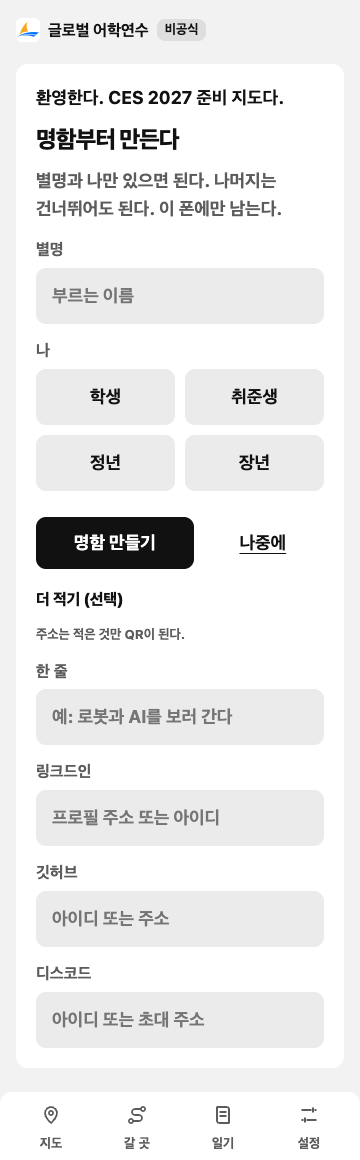 글로벌 어학연수 비공식
환영한다. CES 2027 준비 지도다.
명함부터 만든다
별명과 나만 있으면 된다. 나머지는
건너뛰어도 된다. 이 폰에만 남는다.
별명
부르는 이름
나
학생 취준생
정년 장년
명함 만들기 나중에
더 적기 (선택)
주소는 적은 것만 QR이 된다.
한 줄
예: 로봇과 AI를 보러 간다
링크드인
프로필 주소 또는 아이디
깃허브
아이디 또는 주소
디스코드
아이디 또는 초대 주소
지도 갈 곳 일기 설정